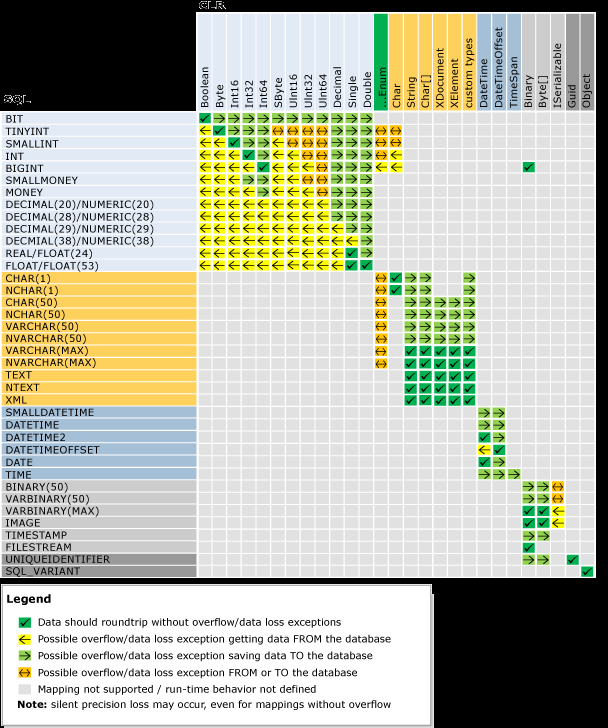 CLR
SQL
Boolean
Byte
Int16
Int32
Int64
SByte
UInt16
UInt32
UInt64
Decimal
Single
Double
...Enum
Char
String
Char[]
XDocument
XElement
custom types
DateTime
DateTimeOffset
TimeSpan
Binary
Byte[]
ISerializable
Guid
Object
BIT
TINYINT
SMALLINT
INT
BIGINT
SMALLMONEY
MONEY
DECIMAL(20)/NUMERIC(20)
DECIMAL(28)/NUMERIC(28)
DECIMAL(29)/NUMERIC(29)
DECMIAL(38)/NUMERIC(38)
REAL/FLOAT(24)
FLOAT/FLOAT(53)
CHAR(1)
NCHAR(1)
CHAR(50)
NCHAR(50)
VARCHAR(50)
NVARCHAR(50)
VARCHAR(MAX)
NVARCHAR(MAX)
TEXT
NTEXT
XML
SMALLDATETIME
DATETIME
DATETIME2
DATETIMEOFFSET
DATE
TIME
BINARY(50)
VARBINARY(50)
VARBINARY(MAX)
IMAGE
TIMESTAMP
FILESTREAM
UNIQUEIDENTIFIER
SQL_VARIANT
Legend
Data should roundtrip without overflow/data loss exceptions
Possible overflow/data loss exception getting data FROM the database
Possible overflow/data loss exception saving data TO the database
Possible overflow/data loss exception FROM or TO the database
Mapping not supported / run-time behavior not defined
Note: silent precision loss may occur, even for mappings without overflow